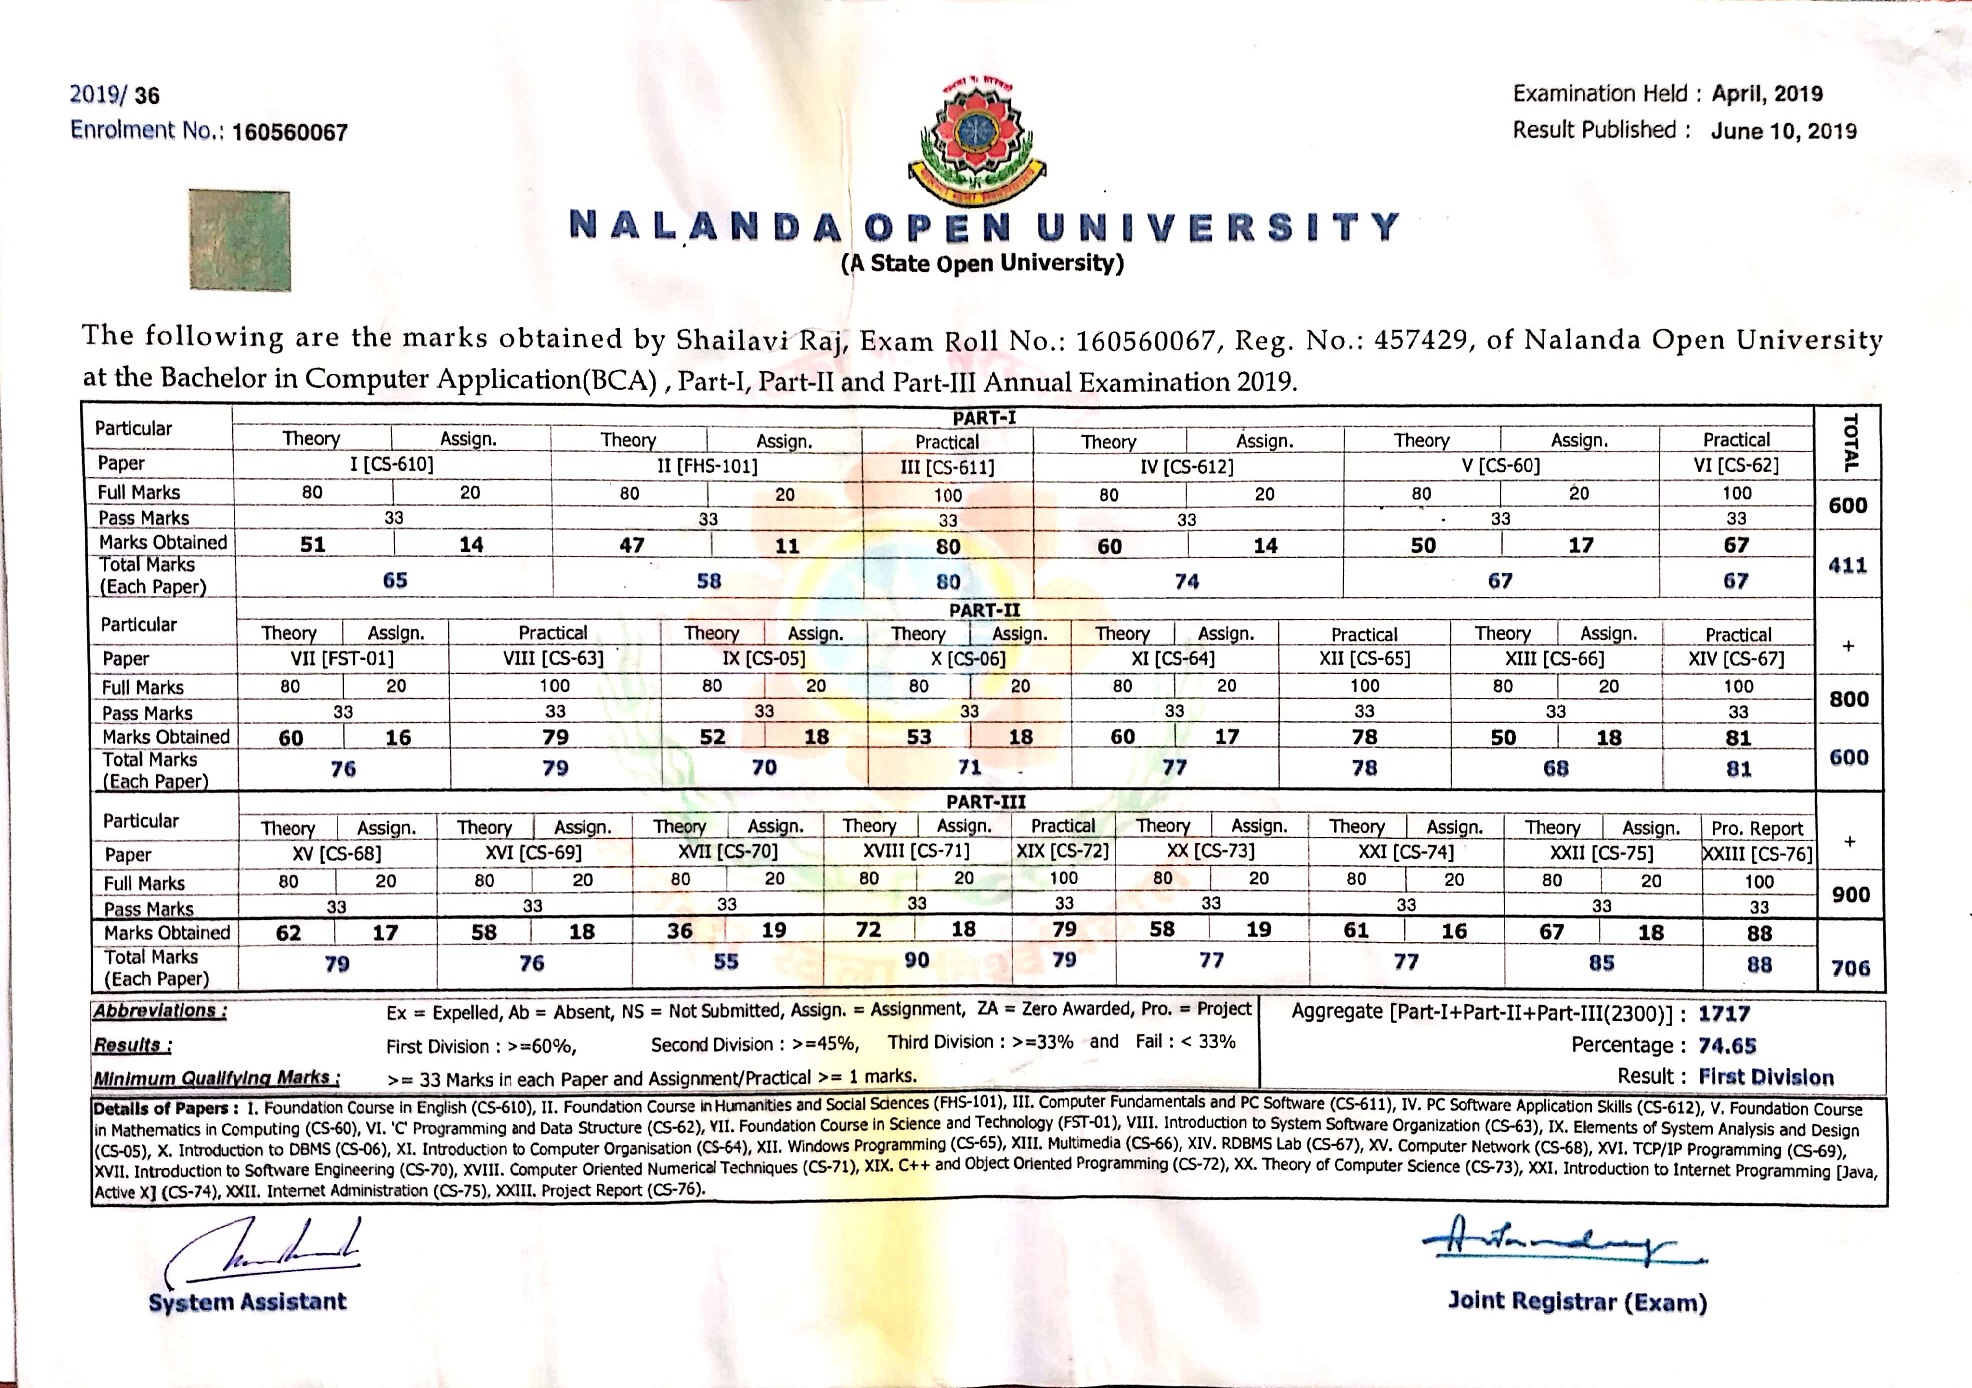 2019/ 36
Enrolment No.: 160560067
Examination Held : April, 2019
Result Published : June 10, 2019
NALANDA OPEN UNIVERSITY
(A State Open University)
The following are the marks obtained by Shailavi Raj, Exam Roll No.: 160560067, Reg. No.: 457429, of Nalanda Open University
at the Bachelor in Computer Application(BCA) , Part-I, Part-II and Part-III Annual Examination 2019.
PART-I
Particular Theory Assign. Theory Assign. Practical Theory Assign. Theory Assign. Practical TOTAL
Paper I [CS-610] II [FHS-101] III [CS-611] IV [CS-612] V [CS-60] VI [CS-62]
Full Marks 80 20 80 20 100 80 20 80 20 100
Pass Marks 33 33 33 33 33 33 600
Marks Obtained 51 14 47 11 80 60 14 50 17 67
Total Marks
(Each Paper) 65 58 80 74 67 67 411
PART-II
Particular Theory Assign. Practical Theory Assign. Theory Assign. Theory Assign. Practical Theory Assign. Practical +
Paper VII [FST-01] VIII [CS-63] IX [CS-05] X [CS-06] XI [CS-64] XII [CS-65] XIII [CS-66] XIV [CS-67]
Full Marks 80 20 100 80 20 80 20 80 20 100 80 20 100
Pass Marks 33 33 33 33 33 33 33 33 800
Marks Obtained 60 16 79 52 18 53 18 60 17 78 50 18 81
Total Marks
(Each Paper) 76 79 70 71 77 78 68 81 600
PART-III
Particular Theory Assign. Theory Assign. Theory Assign. Theory Assign. Practical Theory Assign. Theory Assign. Theory Assign. Pro. Report +
Paper XV [CS-68] XVI [CS-69] XVII [CS-70] XVIII [CS-71] XIX [CS-72] XX [CS-73] XXI [CS-74] XXII [CS-75] XXIII [CS-76]
Full Marks 80 20 80 20 80 20 80 20 100 80 20 80 20 80 20 100
Pass Marks 33 33 33 33 33 33 33 33 33 900
Marks Obtained 62 17 58 18 36 19 72 18 79 58 19 61 16 67 18 88
Total Marks
(Each Paper) 79 76 55 90 79 77 77 85 88 706
Abbreviations : Ex = Expelled, Ab = Absent, NS = Not Submitted, Assign. = Assignment, ZA = Zero Awarded, Pro. = Project
Results : First Division : >=60%, Second Division : >=45%, Third Division : >=33% and Fail : < 33%
Minimum Qualifying Marks : >= 33 Marks in each Paper and Assignment/Practical >= 1 marks.
Aggregate [Part-I+Part-II+Part-III(2300)] : 1717
Percentage : 74.65
Result : First Division
Details of Papers : I. Foundation Course in English (CS-610), II. Foundation Course in Humanities and Social Sciences (FHS-101), III. Computer Fundamentals and PC Software (CS-611), IV. PC Software Application Skills (CS-612), V. Foundation Course
in Mathematics in Computing (CS-60), VI. 'C' Programming and Data Structure (CS-62), VII. Foundation Course in Science and Technology (FST-01), VIII. Introduction to System Software Organization (CS-63), IX. Elements of System Analysis and Design
(CS-05), X. Introduction to DBMS (CS-06), XI. Introduction to Computer Organisation (CS-64), XII. Windows Programming (CS-65), XIII. Multimedia (CS-66), XIV. RDBMS Lab (CS-67), XV. Computer Network (CS-68), XVI. TCP/IP Programming (CS-69),
XVII. Introduction to Software Engineering (CS-70), XVIII. Computer Oriented Numerical Techniques (CS-71), XIX. C++ and Object Oriented Programming (CS-72), XX. Theory of Computer Science (CS-73), XXI. Introduction to Internet Programming [Java,
Active X] (CS-74), XXII. Internet Administration (CS-75), XXIII. Project Report (CS-76).
System Assistant
Joint Registrar (Exam)